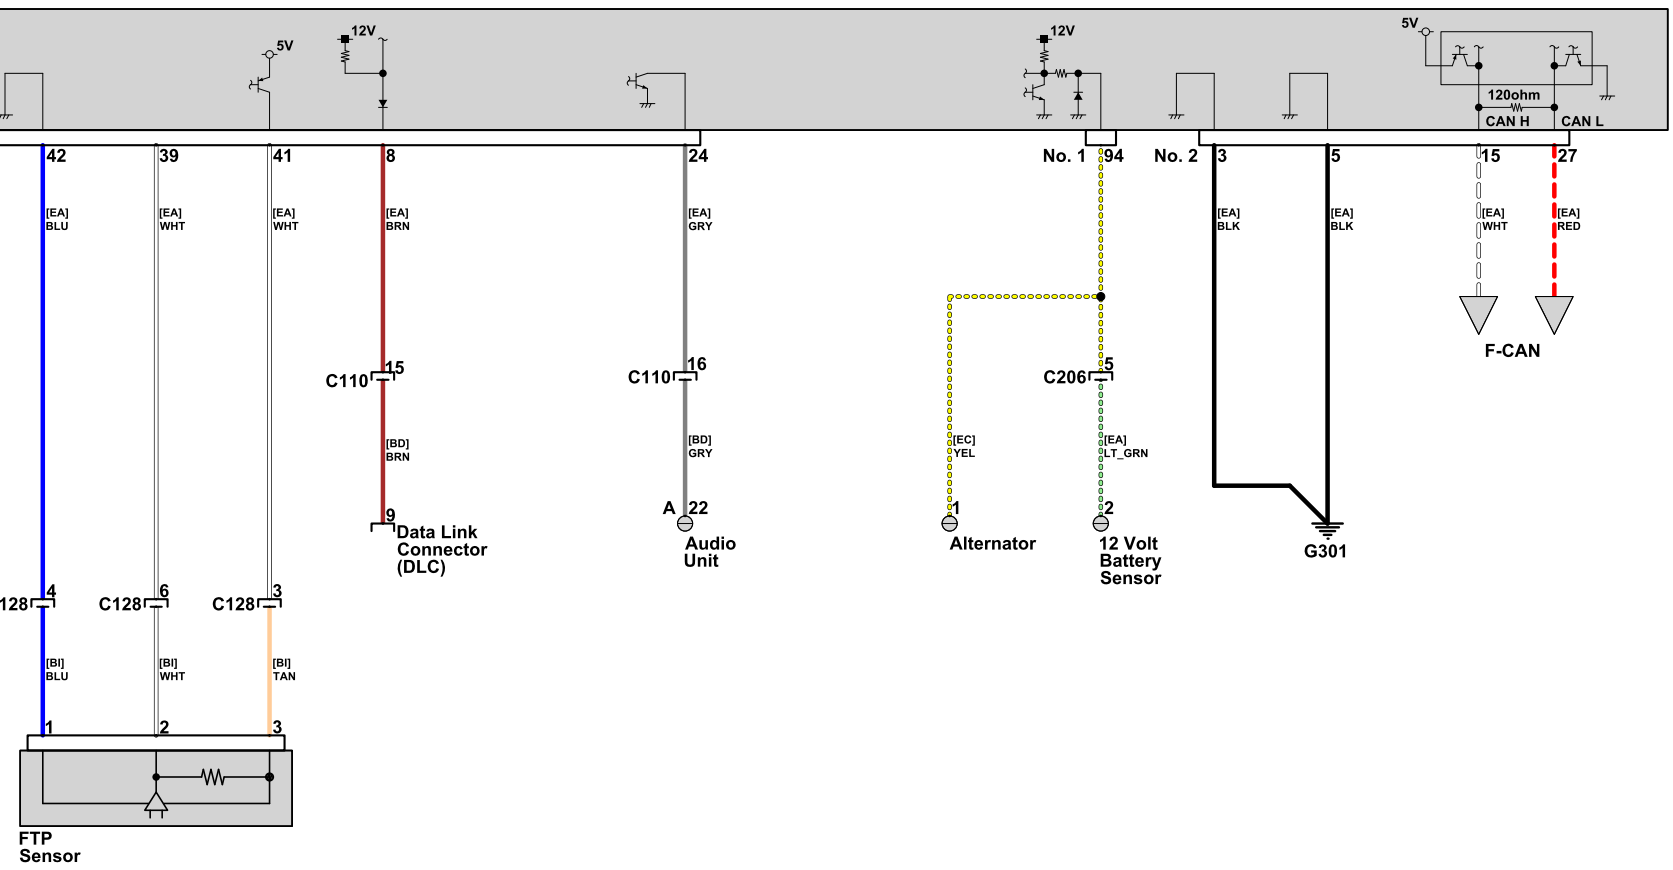 5V
12V
12V
5V
120ohm
CAN H
CAN L
42
39
41
8
24
No. 1
94
No. 2
3
5
15
27
[EA]
BLU
[EA]
WHT
[EA]
WHT
[EA]
BRN
[EA]
GRY
[EA]
BLK
[EA]
BLK
[EA]
WHT
[EA]
RED
F-CAN
C110
15
C110
16
C206
5
[BD]
BRN
[BD]
GRY
[EC]
YEL
[EA]
LT_GRN
9
Data Link
Connector
(DLC)
A
22
Audio
Unit
1
Alternator
2
12 Volt
Battery
Sensor
G301
128
4
C128
6
C128
3
[BI]
BLU
[BI]
WHT
[BI]
TAN
1
2
3
FTP
Sensor